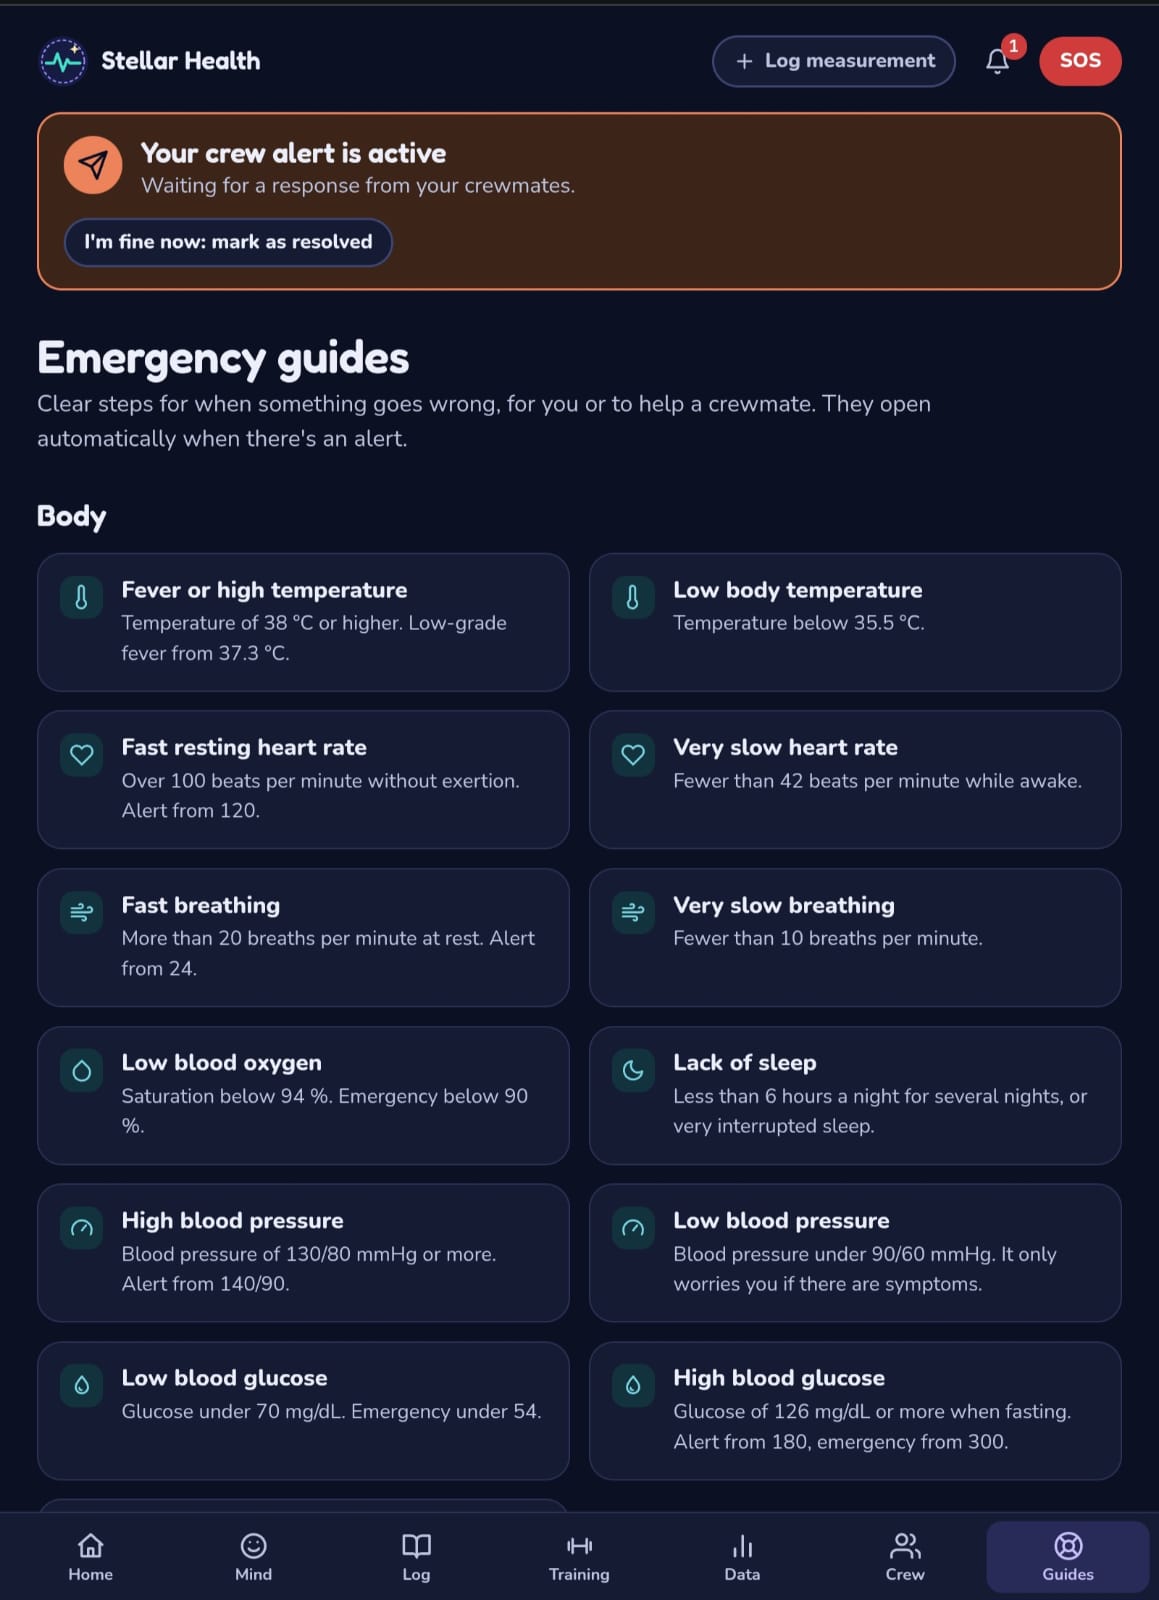 Stellar Health
+ Log measurement
1
SOS
Your crew alert is active
Waiting for a response from your crewmates.
I'm fine now: mark as resolved
Emergency guides
Clear steps for when something goes wrong, for you or to help a crewmate. They open
automatically when there's an alert.
Body
Fever or high temperature
Temperature of 38 °C or higher. Low-grade
fever from 37.3 °C.
Low body temperature
Temperature below 35.5 °C.
Fast resting heart rate
Over 100 beats per minute without exertion.
Alert from 120.
Very slow heart rate
Fewer than 42 beats per minute while awake.
Fast breathing
More than 20 breaths per minute at rest. Alert
from 24.
Very slow breathing
Fewer than 10 breaths per minute.
Low blood oxygen
Saturation below 94 %. Emergency below 90
%.
Lack of sleep
Less than 6 hours a night for several nights, or
very interrupted sleep.
High blood pressure
Blood pressure of 130/80 mmHg or more.
Alert from 140/90.
Low blood pressure
Blood pressure under 90/60 mmHg. It only
worries you if there are symptoms.
Low blood glucose
Glucose under 70 mg/dL. Emergency under 54.
High blood glucose
Glucose of 126 mg/dL or more when fasting.
Alert from 180, emergency from 300.
Home
Mind
Log
Training
Data
Crew
Guides